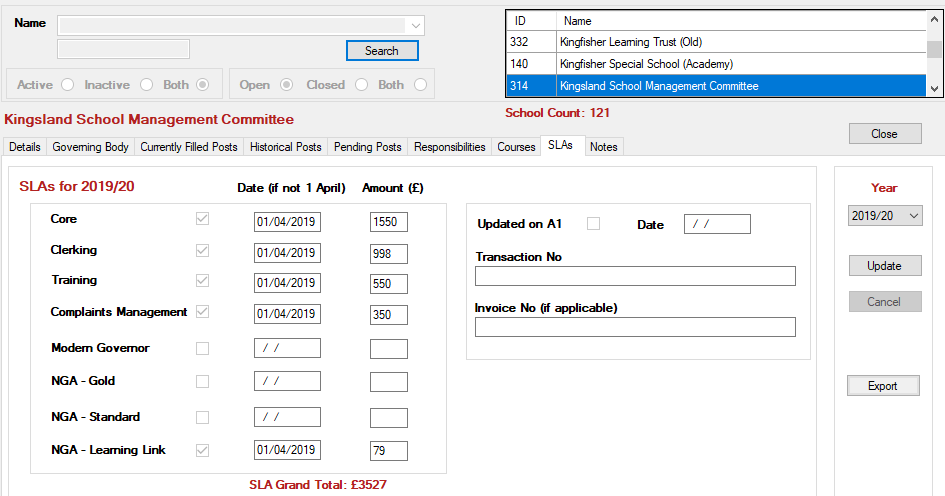 Name
Search
Active Inactive Both Open Closed Both
ID Name
332 Kingfisher Learning Trust (Old)
140 Kingfisher Special School (Academy)
314 Kingsland School Management Committee
School Count: 121
Kingsland School Management Committee
Close
Details Governing Body Currently Filled Posts Historical Posts Pending Posts Responsibilities Courses SLAs Notes
SLAs for 2019/20 Date (if not 1 April) Amount (£)
Core 01/04/2019 1550
Clerking 01/04/2019 998
Training 01/04/2019 550
Complaints Management 01/04/2019 350
Modern Governor / /
NGA - Gold / /
NGA - Standard / /
NGA - Learning Link 01/04/2019 79
SLA Grand Total: £3527
Updated on A1 Date / /
Transaction No
Invoice No (if applicable)
Year
2019/20
Update
Cancel
Export